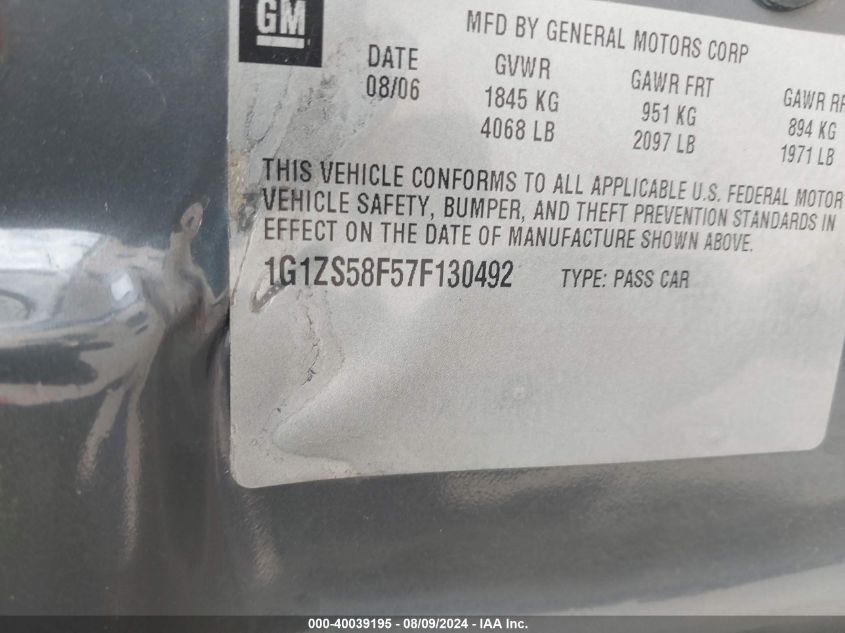 GM
MFD BY GENERAL MOTORS CORP
DATE GVWR GAWR FRT GAWR RR
08/06 1845 KG 951 KG 894 KG
4068 LB 2097 LB 1971 LB
THIS VEHICLE CONFORMS TO ALL APPLICABLE U.S. FEDERAL MOTOR
VEHICLE SAFETY, BUMPER, AND THEFT PREVENTION STANDARDS IN
EFFECT ON THE DATE OF MANUFACTURE SHOWN ABOVE.
1G1ZS58F57F130492 TYPE: PASS CAR
000-40039195 - 08/09/2024 - IAA Inc.